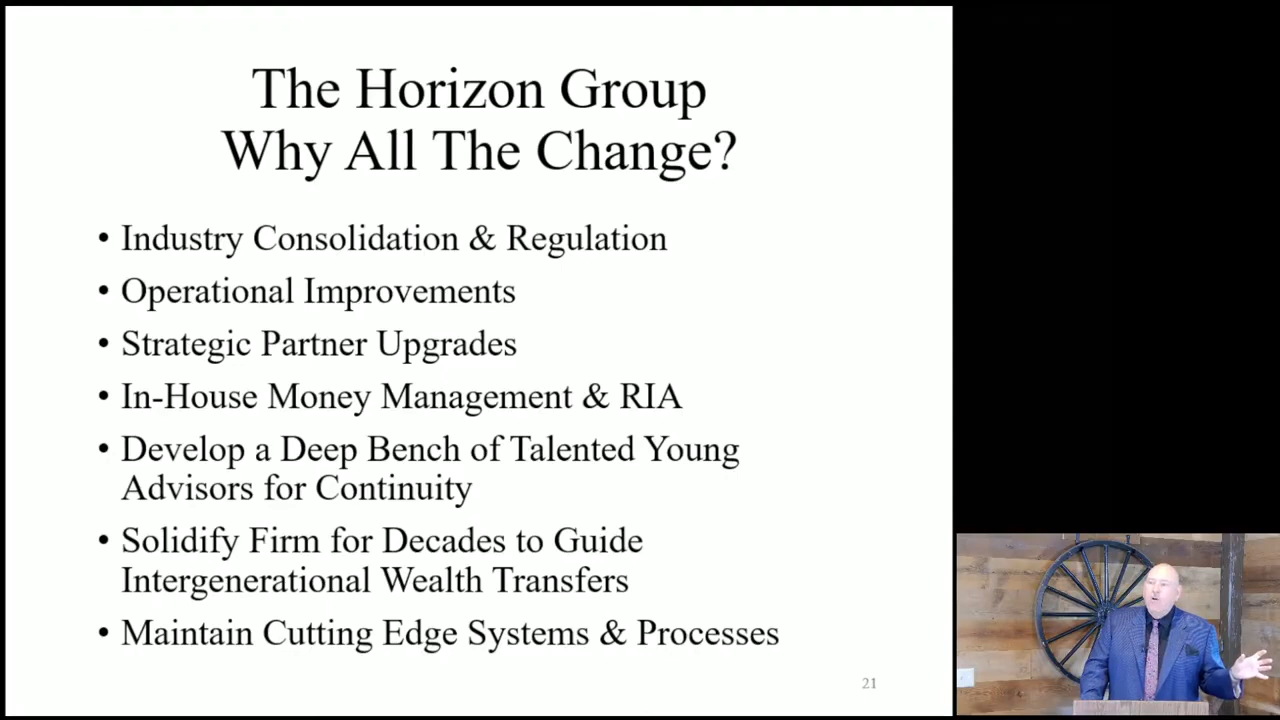 The Horizon Group
Why All The Change?
• Industry Consolidation & Regulation
• Operational Improvements
• Strategic Partner Upgrades
• In-House Money Management & RIA
• Develop a Deep Bench of Talented Young
Advisors for Continuity
• Solidify Firm for Decades to Guide
Intergenerational Wealth Transfers
• Maintain Cutting Edge Systems & Processes
21